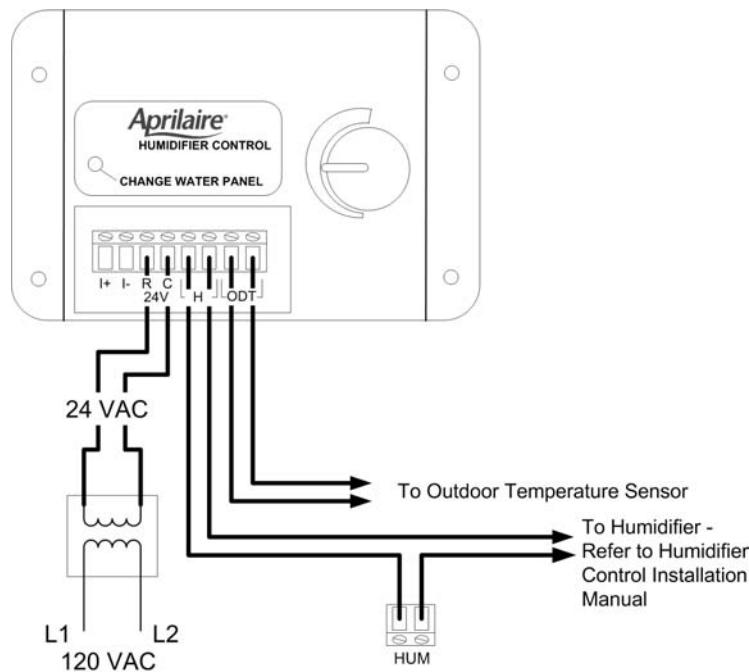 Aprilaire®
HUMIDIFIER CONTROL
CHANGE WATER PANEL
I+ I- R C H ODT
24V
24 VAC
To Outdoor Temperature Sensor
To Humidifier -
Refer to Humidifier
Control Installation
Manual
L1 L2
120 VAC
HUM